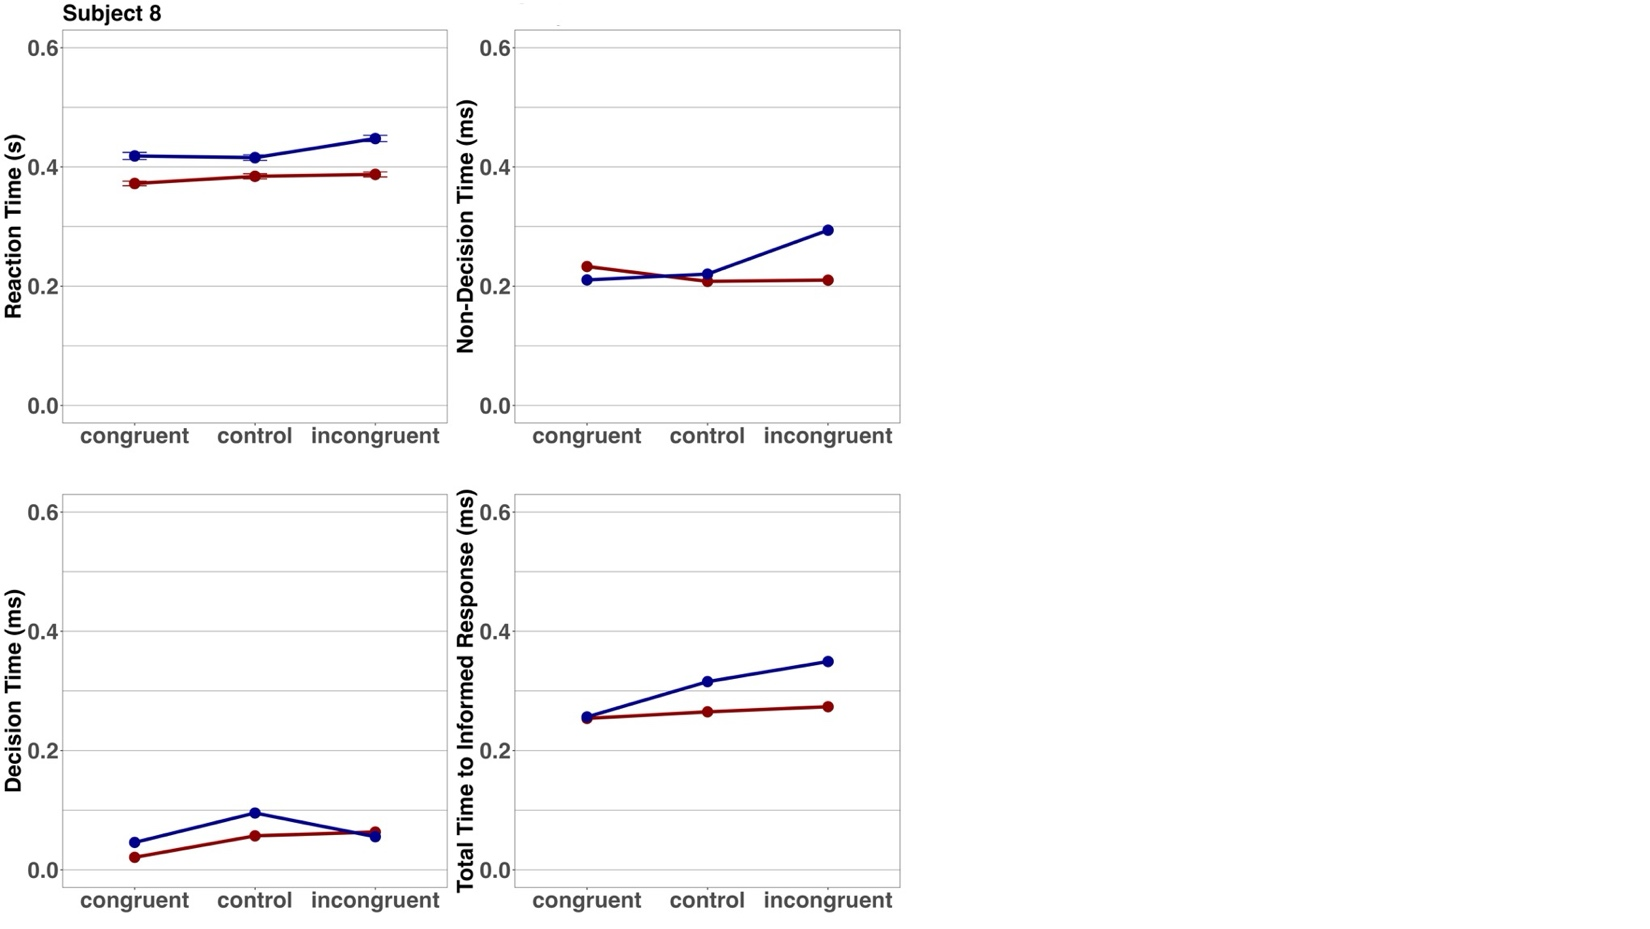 Subject 8
Reaction Time (s)
0.6
0.4
0.2
0.0
congruent control incongruent
Non-Decision Time (ms)
0.6
0.4
0.2
0.0
congruent control incongruent
Decision Time (ms)
0.6
0.4
0.2
0.0
congruent control incongruent
Total Time to Informed Response (ms)
0.6
0.4
0.2
0.0
congruent control incongruent